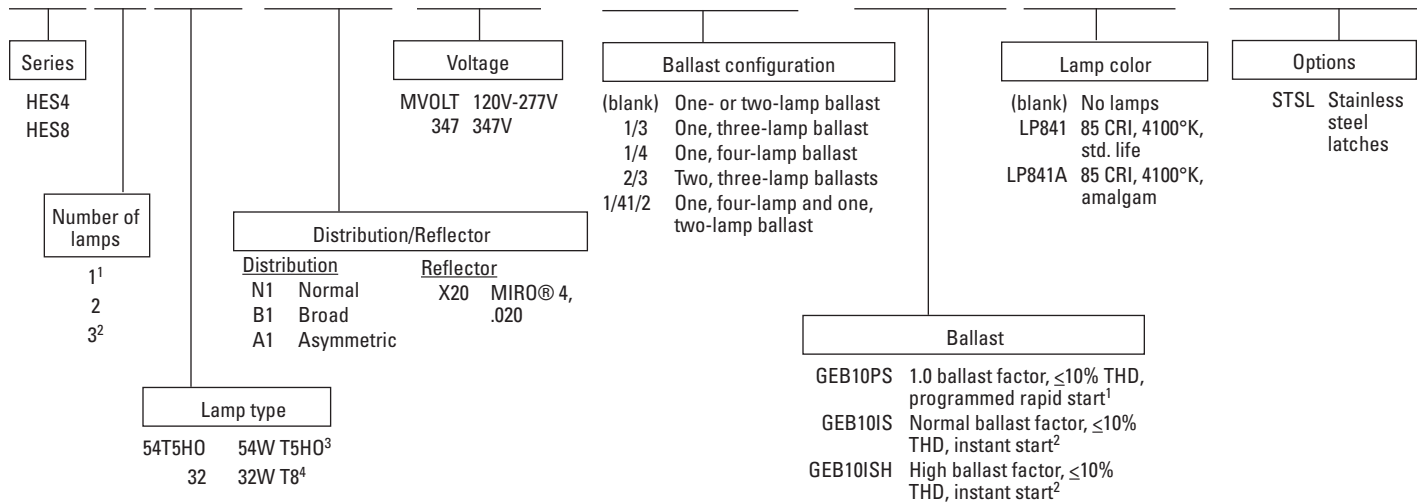 Series
HES4
HES8
Number of
lamps
1¹
2
3²
Lamp type
54T5HO 54W T5HO³
32 32W T8⁴
Distribution/Reflector
Distribution
N1 Normal
B1 Broad
A1 Asymmetric
Reflector
X20 MIRO® 4,
.020
Voltage
MVOLT 120V-277V
347 347V
Ballast configuration
(blank) One- or two-lamp ballast
1/3 One, three-lamp ballast
1/4 One, four-lamp ballast
2/3 Two, three-lamp ballasts
1/41/2 One, four-lamp and one,
two-lamp ballast
Ballast
GEB10PS 1.0 ballast factor, ≤10% THD,
programmed rapid start¹
GEB10IS Normal ballast factor, ≤10%
THD, instant start²
GEB10ISH High ballast factor, ≤10%
THD, instant start²
Lamp color
(blank) No lamps
LP841 85 CRI, 4100°K,
std. life
LP841A 85 CRI, 4100°K,
amalgam
Options
STSL Stainless
steel
latches